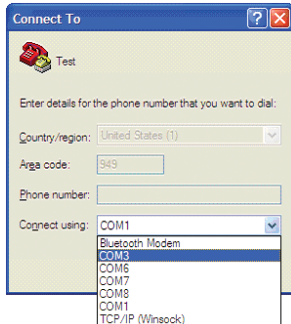 Connect To
Test
Enter details for the phone number that you want to dial:
Country/region: United States (1)
Area code: 949
Phone number:
Connect using: COM1
Bluetooth Modem
COM3
COM6
COM7
COM8
COM1
TCP/IP (Winsock)